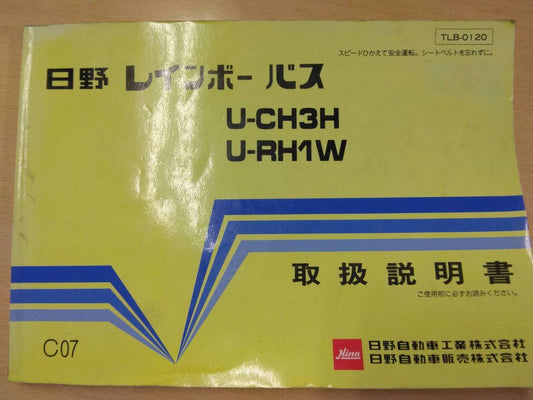 TLB-0120
スピードひかえて安全運転。シートベルトを忘れずに。
日野 レインボー バス
U-CH3H
U-RH1W
取扱説明書
ご使用前に必ずお読みください。
C07
Hino
日野自動車工業株式会社
日野自動車販売株式会社